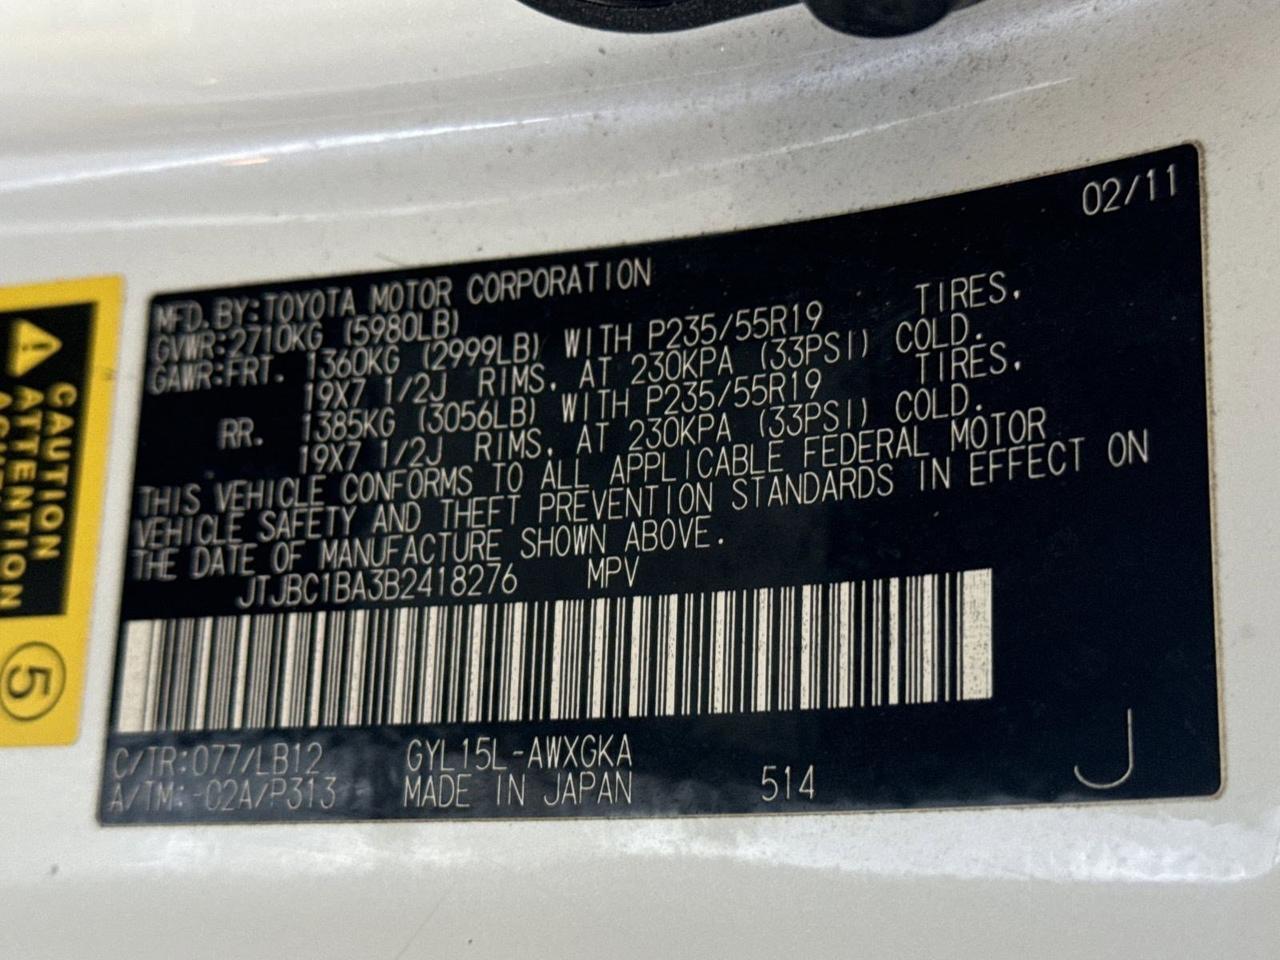 02/11
MFD.BY:TOYOTA MOTOR CORPORATION
GVWR:2710KG (5980LB)
GAWR:FRT. 1360KG (2999LB) WITH P235/55R19 TIRES.
19X7 1/2J RIMS. AT 230KPA (33PSI) COLD.
RR. 1385KG (3056LB) WITH P235/55R19 TIRES.
19X7 1/2J RIMS. AT 230KPA (33PSI) COLD.
THIS VEHICLE CONFORMS TO ALL APPLICABLE FEDERAL MOTOR
VEHICLE SAFETY AND THEFT PREVENTION STANDARDS IN EFFECT ON
THE DATE OF MANUFACTURE SHOWN ABOVE.
JTJBC1BA3B2418276 MPV
C/TR:077/LB12 GYL15L-AWXGKA
A/TM:-02A/P313 MADE IN JAPAN 514
J
CAUTION
ATTENTION
5